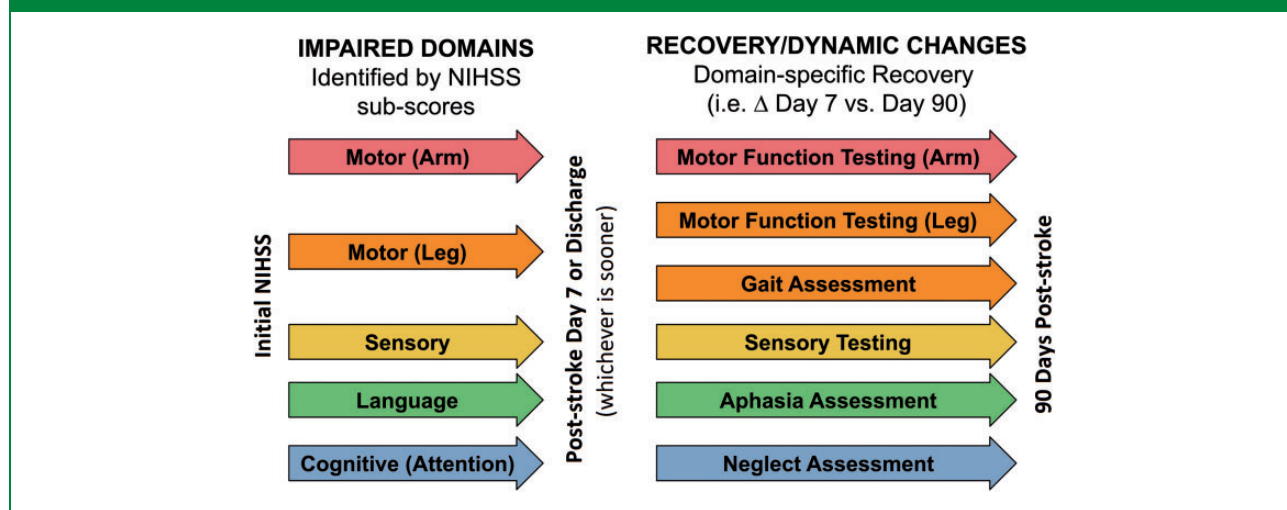 IMPAIRED DOMAINS
Identified by NIHSS
sub-scores
Initial NIHSS
Motor (Arm)
Motor (Leg)
Sensory
Language
Cognitive (Attention)
Post-stroke Day 7 or Discharge
(whichever is sooner)
RECOVERY/DYNAMIC CHANGES
Domain-specific Recovery
(i.e. Δ Day 7 vs. Day 90)
Motor Function Testing (Arm)
Motor Function Testing (Leg)
Gait Assessment
Sensory Testing
Aphasia Assessment
Neglect Assessment
90 Days Post-stroke